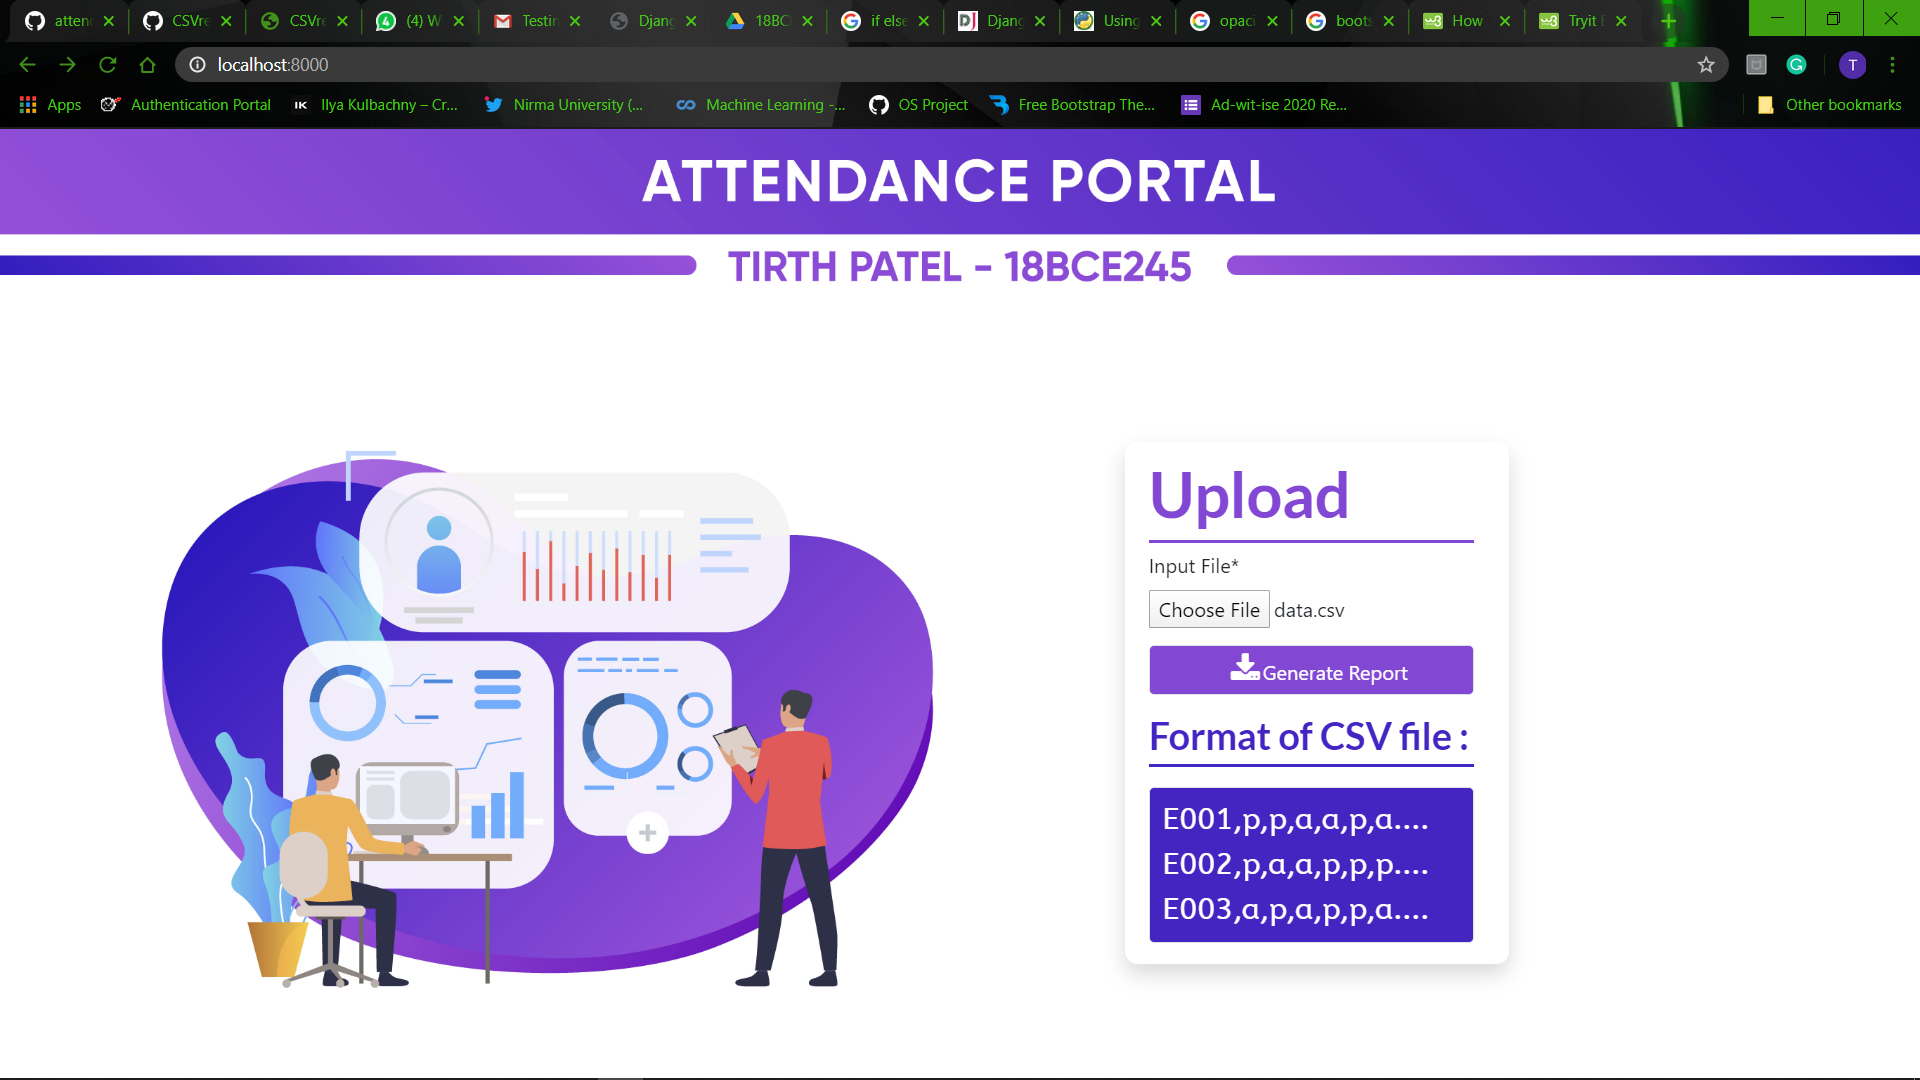 atten
CSVre
CSVre
(4) W
Testin
Djang
18BCI
if else
Djang
Using
opaci
boots
How
Tryit E
localhost:8000
T
Apps
Authentication Portal
IK
Ilya Kulbachny – Cr...
Nirma University (...
Machine Learning -...
OS Project
Free Bootstrap The...
Ad-wit-ise 2020 Re...
Other bookmarks
ATTENDANCE PORTAL
TIRTH PATEL - 18BCE245
Upload
Input File*
Choose File data.csv
Generate Report
Format of CSV file :
E001,p,p,a,a,p,a....
E002,p,a,a,p,p,p....
E003,a,p,a,p,p,a....